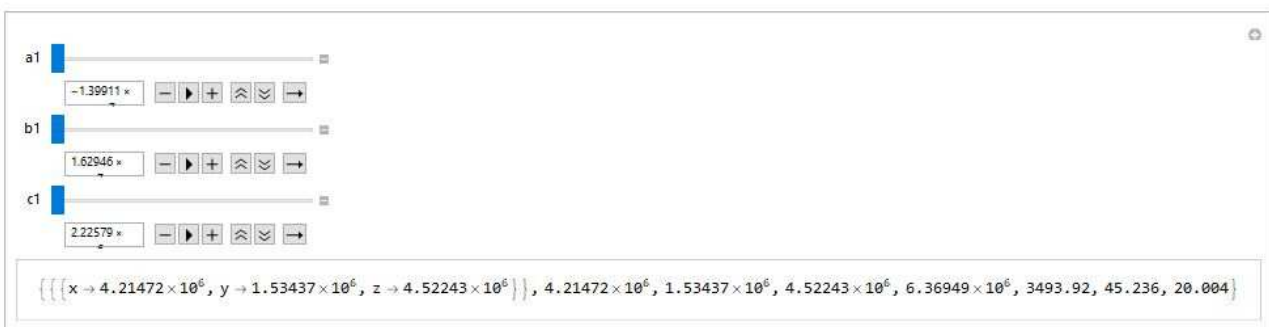 a1
-1.39911 ×
b1
1.62946 ×
c1
2.22579 ×
{{{x → 4.21472 × 10⁶, y → 1.53437 × 10⁶, z → 4.52243 × 10⁶}}, 4.21472 × 10⁶, 1.53437 × 10⁶, 4.52243 × 10⁶, 6.36949 × 10⁶, 3493.92, 45.236, 20.004}